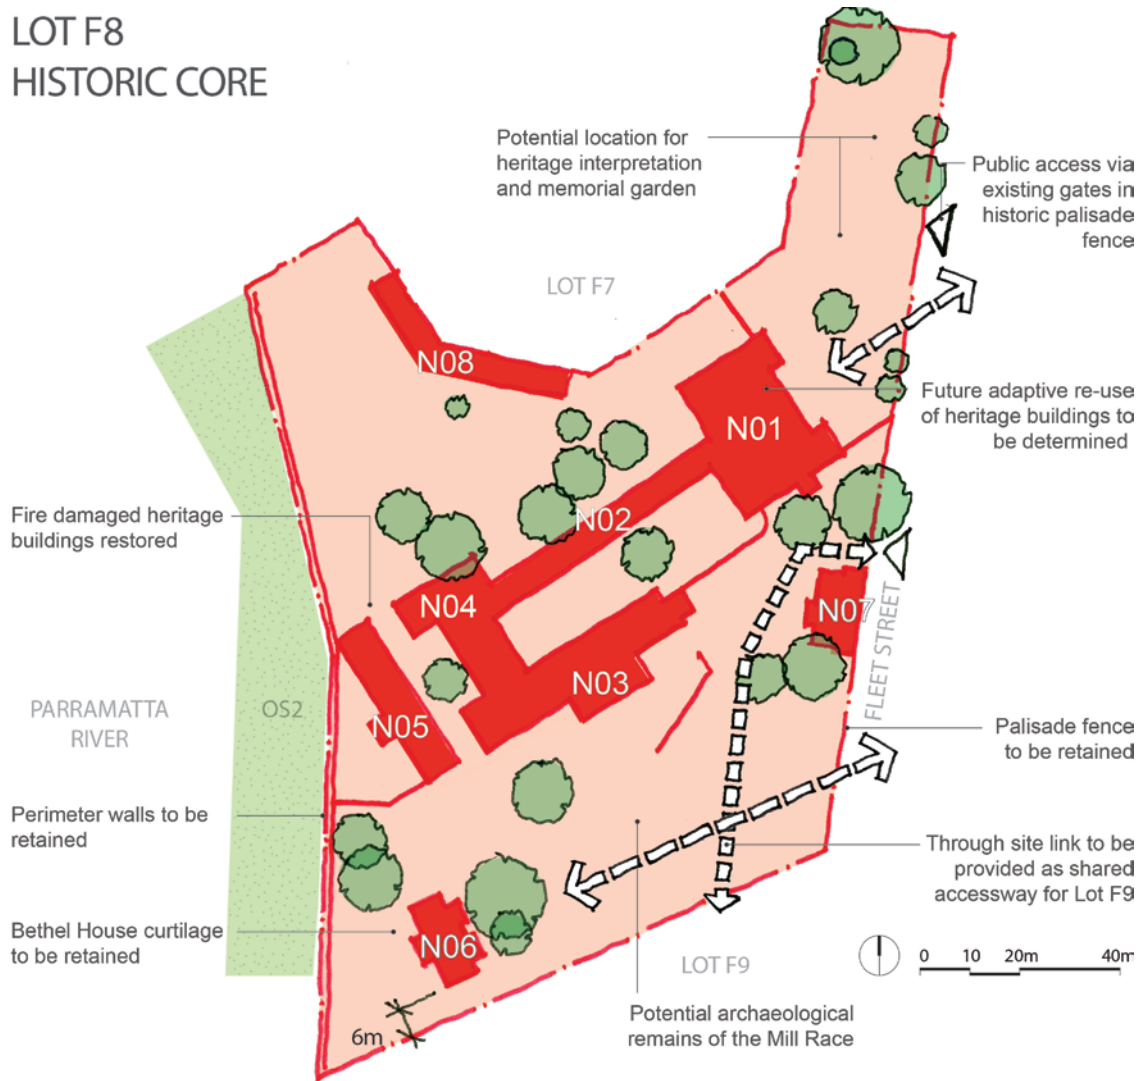 LOT F8
HISTORIC CORE
Potential location for
heritage interpretation
and memorial garden
Public access via
existing gates in
historic palisade
fence
LOT F7
N08
N01
Future adaptive re-use
of heritage buildings to
be determined
Fire damaged heritage
buildings restored
N02
N04
N07
FLEET STREET
N03
PARRAMATTA
RIVER
OS2
N05
Palisade fence
to be retained
Perimeter walls to be
retained
Through site link to be
provided as shared
accessway for Lot F9
Bethel House curtilage
to be retained
N06
LOT F9
0 10 20m 40m
Potential archaeological
remains of the Mill Race
6m